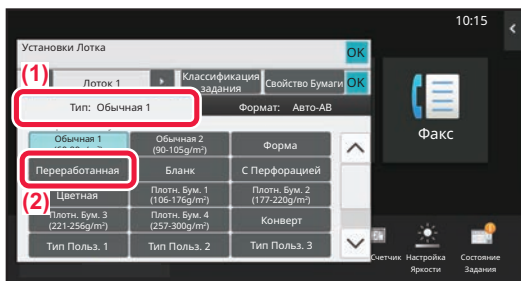 10:15
Установки Лотка
OK
(1)
Лоток 1
Классификация
задания
Свойство Бумаги
OK
Тип: Обычная 1
Формат: Авто-AB
Обычная 1
Обычная 2
(90-105g/m²)
Форма
Факс
Переработанная
Бланк
С Перфорацией
(2)
Цветная
Плотн. Бум. 1
(106-176g/m²)
Плотн. Бум. 2
(177-220g/m²)
Плотн. Бум. 3
(221-256g/m²)
Плотн. Бум. 4
(257-300g/m²)
Конверт
Тип Польз. 1
Тип Польз. 2
Тип Польз. 3
Счетчик
Настройка
Яркости
Состояние
Задания